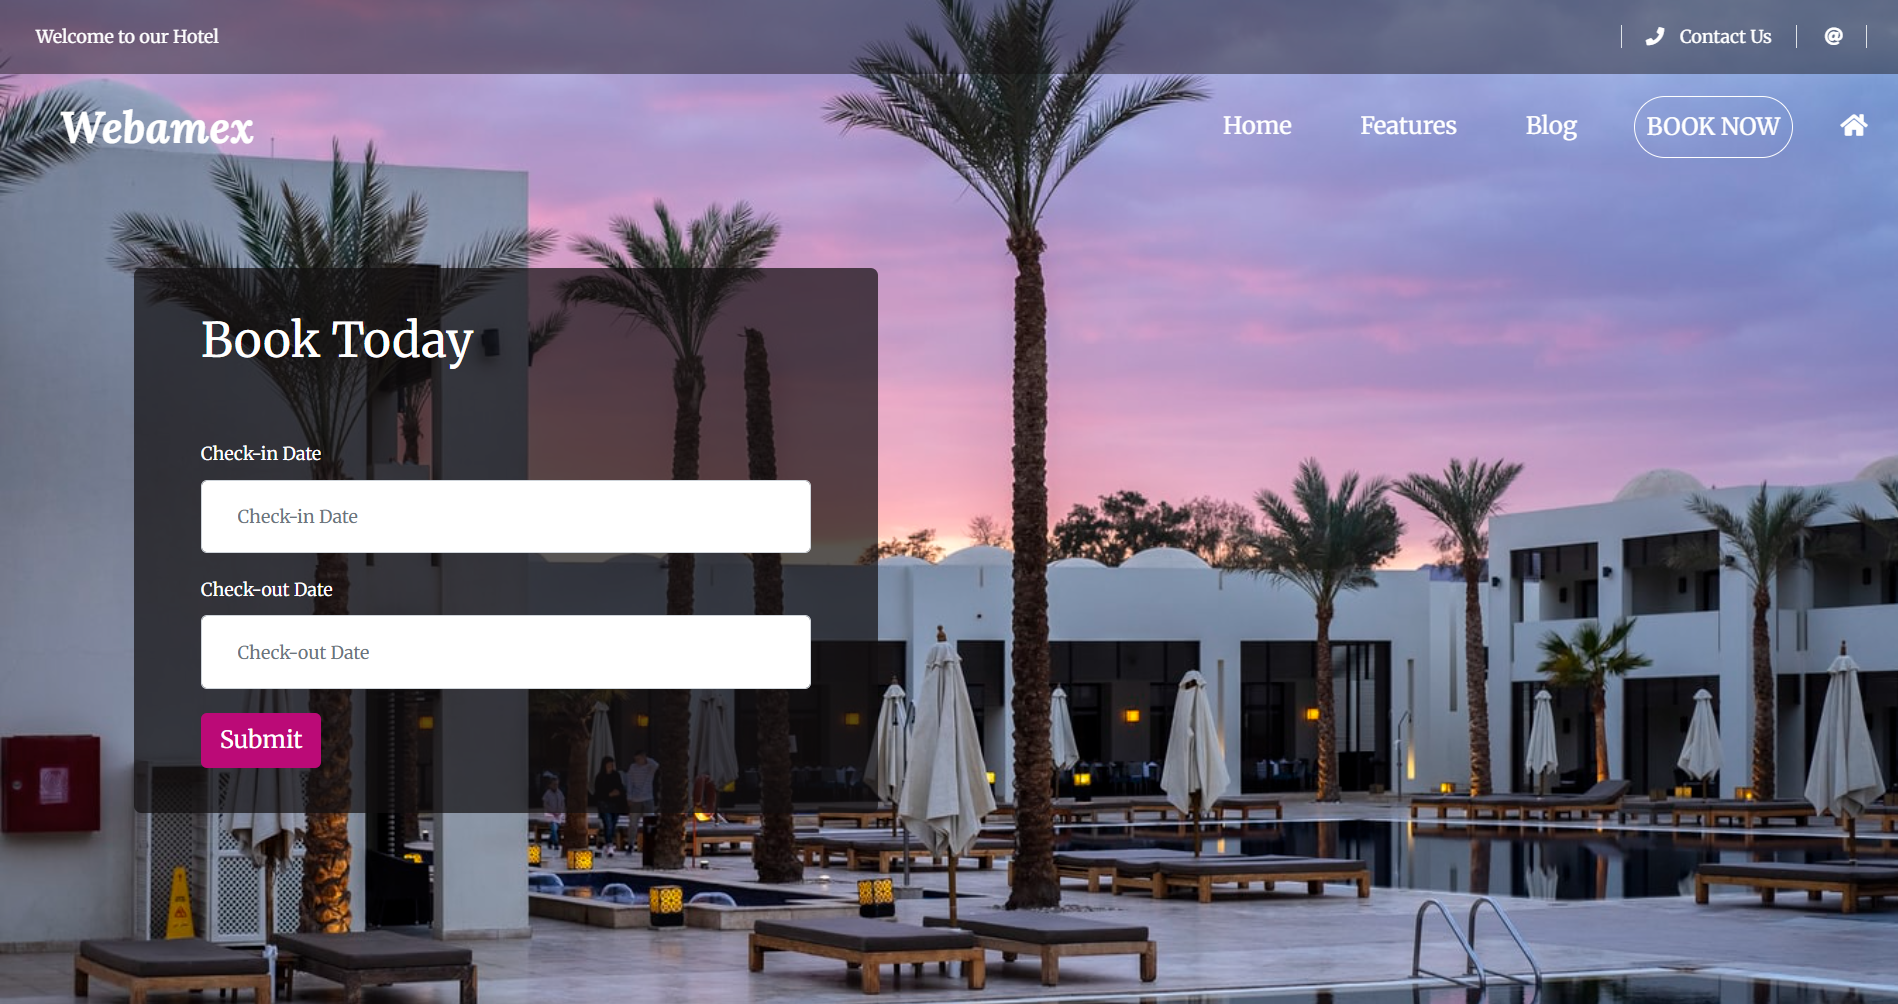 Welcome to our Hotel
Contact Us
Webamex
Home
Features
Blog
BOOK NOW
Book Today
Check-in Date
Check-in Date
Check-out Date
Check-out Date
Submit